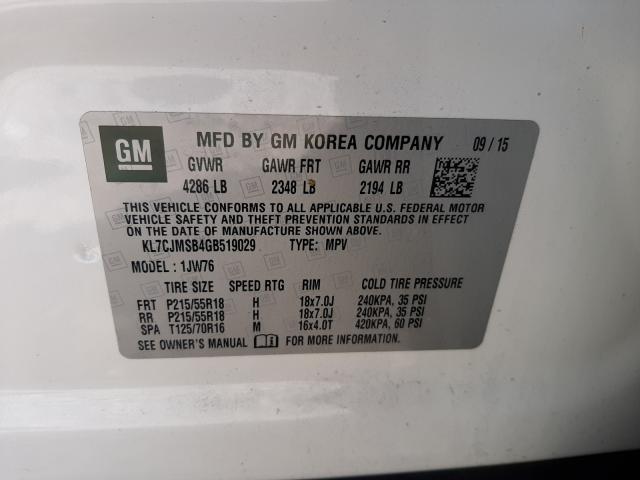 GM MFD BY GM KOREA COMPANY 09/15
GVWR GAWR FRT GAWR RR
4286 LB 2348 LB 2194 LB
THIS VEHICLE CONFORMS TO ALL APPLICABLE U.S. FEDERAL MOTOR
VEHICLE SAFETY AND THEFT PREVENTION STANDARDS IN EFFECT
ON THE DATE OF MANUFACTURE SHOWN ABOVE.
KL7CJMSB4GB519029 TYPE: MPV
MODEL : 1JW76
TIRE SIZE SPEED RTG RIM COLD TIRE PRESSURE
FRT P215/55R18 H 18x7.0J 240KPA, 35 PSI
RR P215/55R18 H 18x7.0J 240KPA, 35 PSI
SPA T125/70R16 M 16x4.0T 420KPA, 60 PSI
SEE OWNER'S MANUAL FOR MORE INFORMATION.